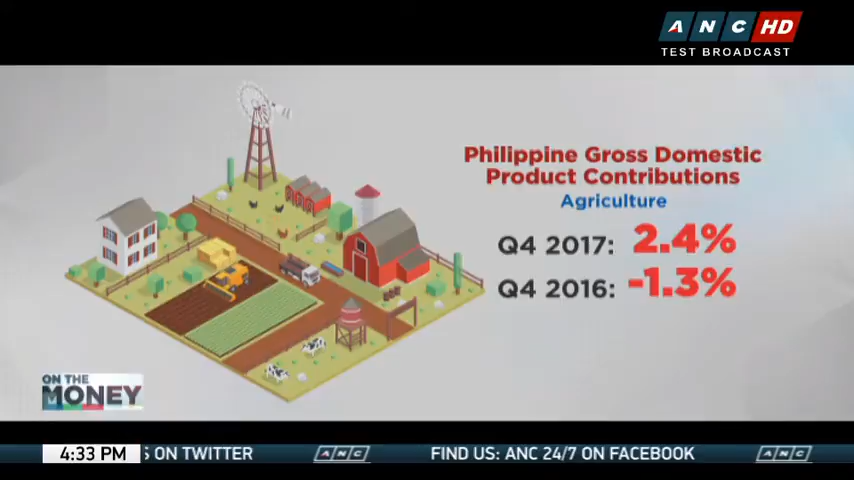 ANC HD
TEST BROADCAST
Philippine Gross Domestic
Product Contributions
Agriculture
Q4 2017: 2.4%
Q4 2016: -1.3%
ON THE
MONEY
4:33 PM
S ON TWITTER
ANC
FIND US: ANC 24/7 ON FACEBOOK
ANC